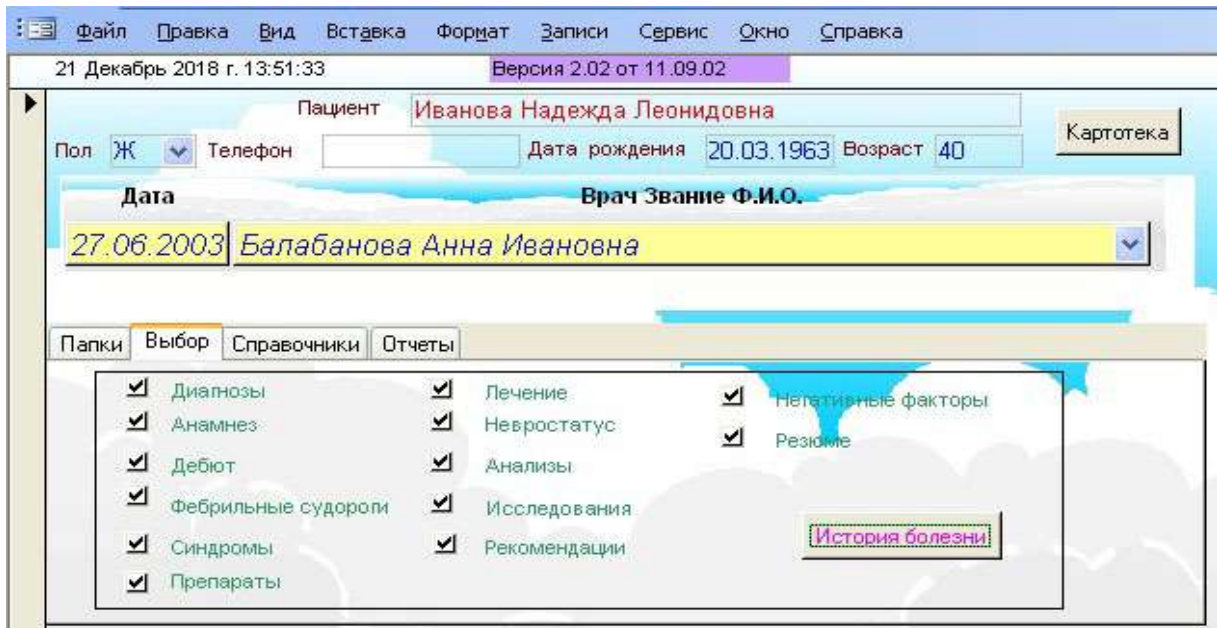 Файл Правка Вид Вставка Формат Записи Сервис Окно Справка
21 Декабрь 2018 г. 13:51:33 Версия 2.02 от 11.09.02
Пациент Иванова Надежда Леонидовна
Картотека
Пол Ж Телефон Дата рождения 20.03.1963 Возраст 40
Дата Врач Звание Ф.И.О.
27.06.2003 Балабанова Анна Ивановна
Папки Выбор Справочники Отчеты
Диагнозы Лечение Негативные факторы
Анамнез Невростатус Резюме
Дебют Анализы
Фебрильные судороги Исследования
История болезни
Синдромы Рекомендации
Препараты